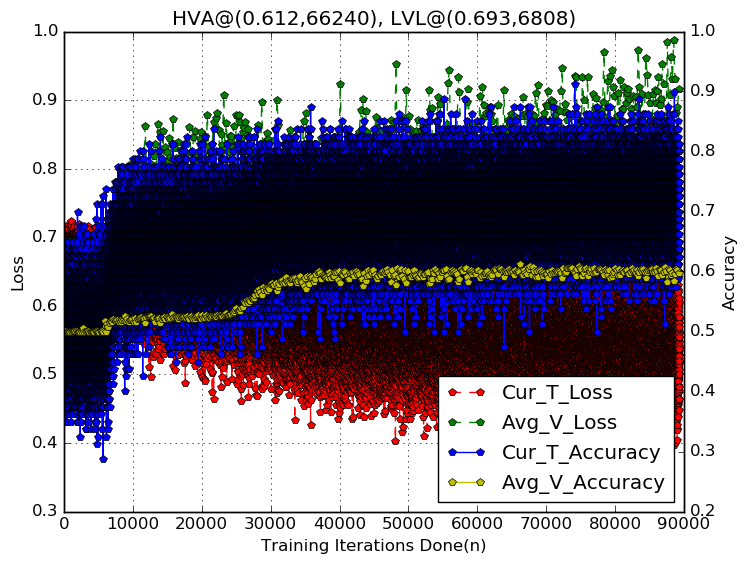 HVA@(0.612,66240), LVL@(0.693,6808)
1.0
0.9
0.8
0.7
0.6
0.5
0.4
0.3
Loss
1.0
0.9
0.8
0.7
0.6
0.5
0.4
0.3
0.2
Accuracy
Cur_T_Loss
Avg_V_Loss
Cur_T_Accuracy
Avg_V_Accuracy
0 10000 20000 30000 40000 50000 60000 70000 80000 90000
Training Iterations Done(n)